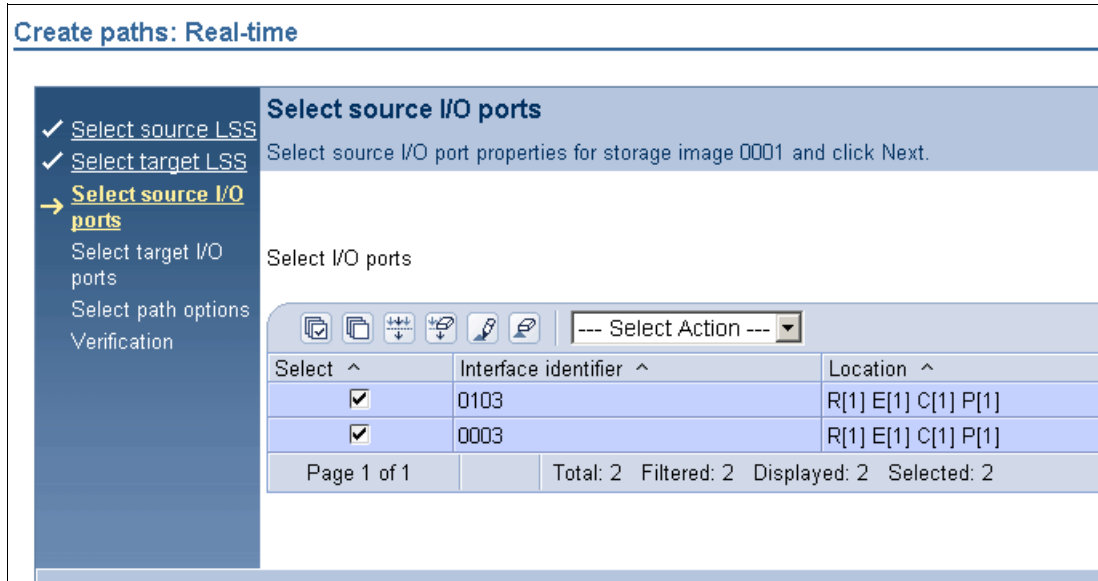 Create paths: Real-time
Select source LSS
Select target LSS
Select source I/O
ports
Select target I/O
ports
Select path options
Verification
Select source I/O ports
Select source I/O port properties for storage image 0001 and click Next.
Select I/O ports
--- Select Action ---
Select ^ Interface identifier ^ Location ^
0103 R[1] E[1] C[1] P[1]
0003 R[1] E[1] C[1] P[1]
Page 1 of 1 Total: 2 Filtered: 2 Displayed: 2 Selected: 2